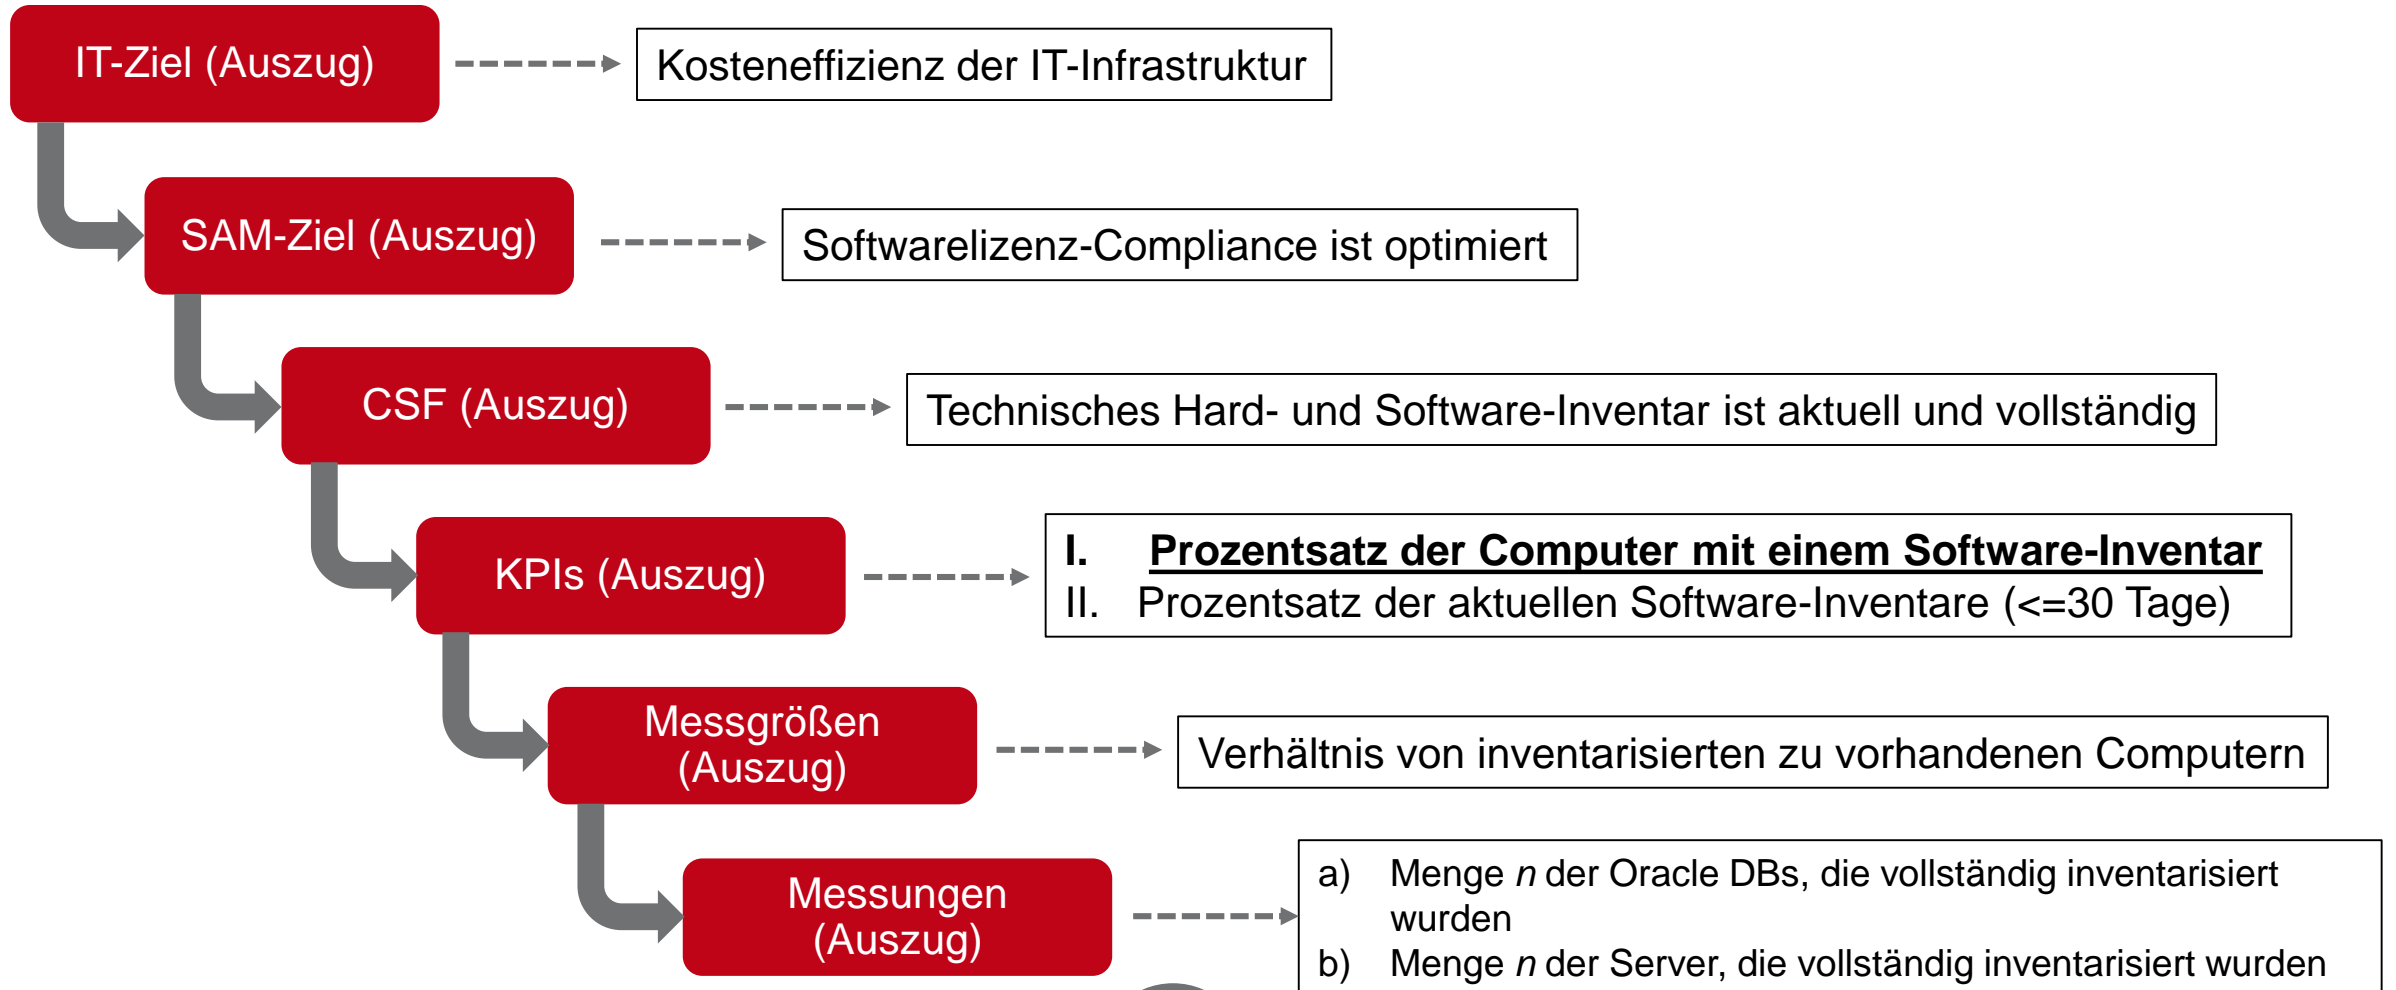 IT-Ziel (Auszug)
Kosteneffizienz der IT-Infrastruktur
SAM-Ziel (Auszug)
Softwarelizenz-Compliance ist optimiert
CSF (Auszug)
Technisches Hard- und Software-Inventar ist aktuell und vollständig
KPIs (Auszug)
I. Prozentsatz der Computer mit einem Software-Inventar
II. Prozentsatz der aktuellen Software-Inventare (<=30 Tage)
Messgrößen
(Auszug)
Verhältnis von inventarisierten zu vorhandenen Computern
Messungen
(Auszug)
a) Menge n der Oracle DBs, die vollständig inventarisiert
wurden
b) Menge n der Server, die vollständig inventarisiert wurden